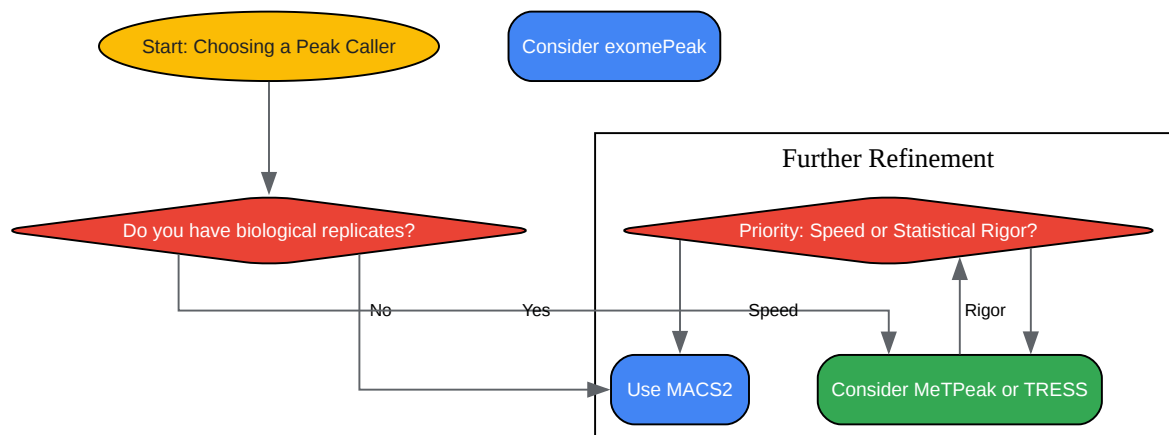 Start: Choosing a Peak Caller
Consider exomePeak
Further Refinement
Do you have biological replicates?
Priority: Speed or Statistical Rigor?
No
Yes
Speed
Rigor
Use MACS2
Consider MeTPeak or TRESS